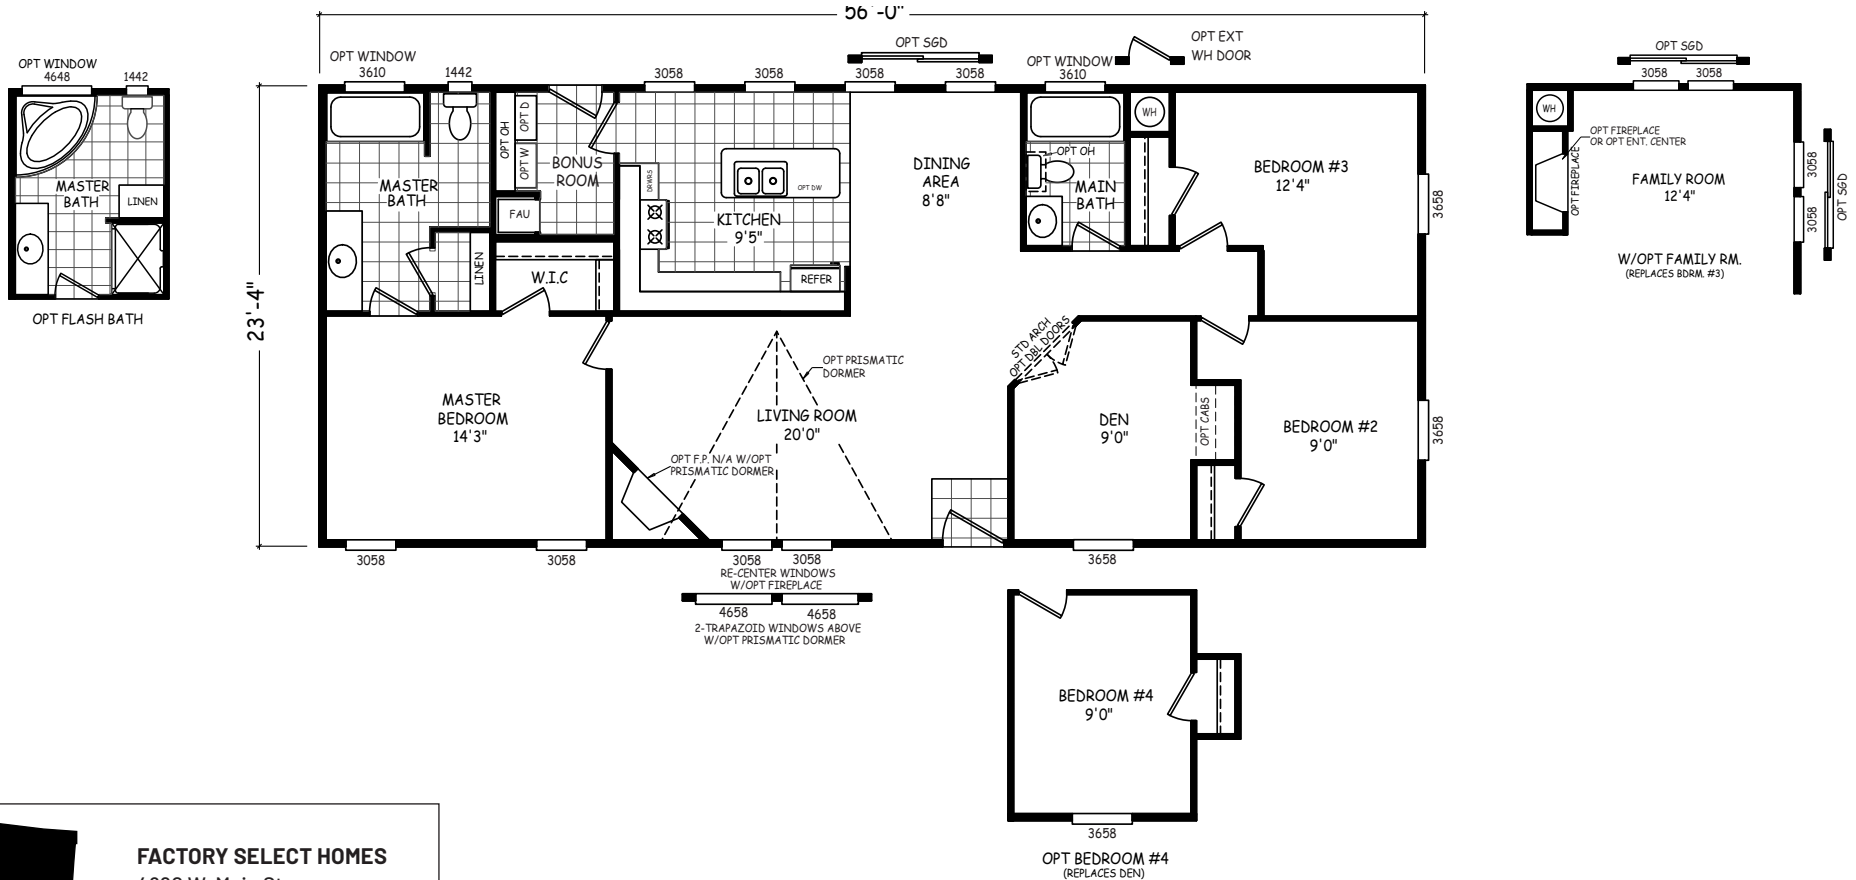 56'-0"
OPT WINDOW
4648
1442
MASTER
BATH
LINEN
OPT FLASH BATH
23'-4"
OPT WINDOW
3610
1442
3058
3058
OPT SGD
3058
3058
OPT WINDOW
3610
OPT EXT
WH DOOR
MASTER
BATH
LINEN
OPT OH
OPT D
OPT W
BONUS
ROOM
FAU
W.I.C
DRWRS
OPT DW
KITCHEN
9'5"
REFER
DINING
AREA
8'8"
OPT OH
MAIN
BATH
WH
BEDROOM #3
12'4"
3658
MASTER
BEDROOM
14'3"
OPT PRISMATIC
DORMER
LIVING ROOM
20'0"
OPT F.P. N/A W/OPT
PRISMATIC DORMER
STD ARCH
OPT DBL DOORS
DEN
9'0"
OPT CABS
BEDROOM #2
9'0"
3658
3058
3058
3058
3058
RE-CENTER WINDOWS
W/OPT FIREPLACE
4658
4658
2-TRAPAZOID WINDOWS ABOVE
W/OPT PRISMATIC DORMER
3658
OPT SGD
3058
3058
WH
OPT FIREPLACE
OR OPT ENT. CENTER
OPT FIREPLACE
FAMILY ROOM
12'4"
3058
3058
OPT SGD
W/OPT FAMILY RM.
(REPLACES BDRM. #3)
BEDROOM #4
9'0"
3658
OPT BEDROOM #4
(REPLACES DEN)
FACTORY SELECT HOMES